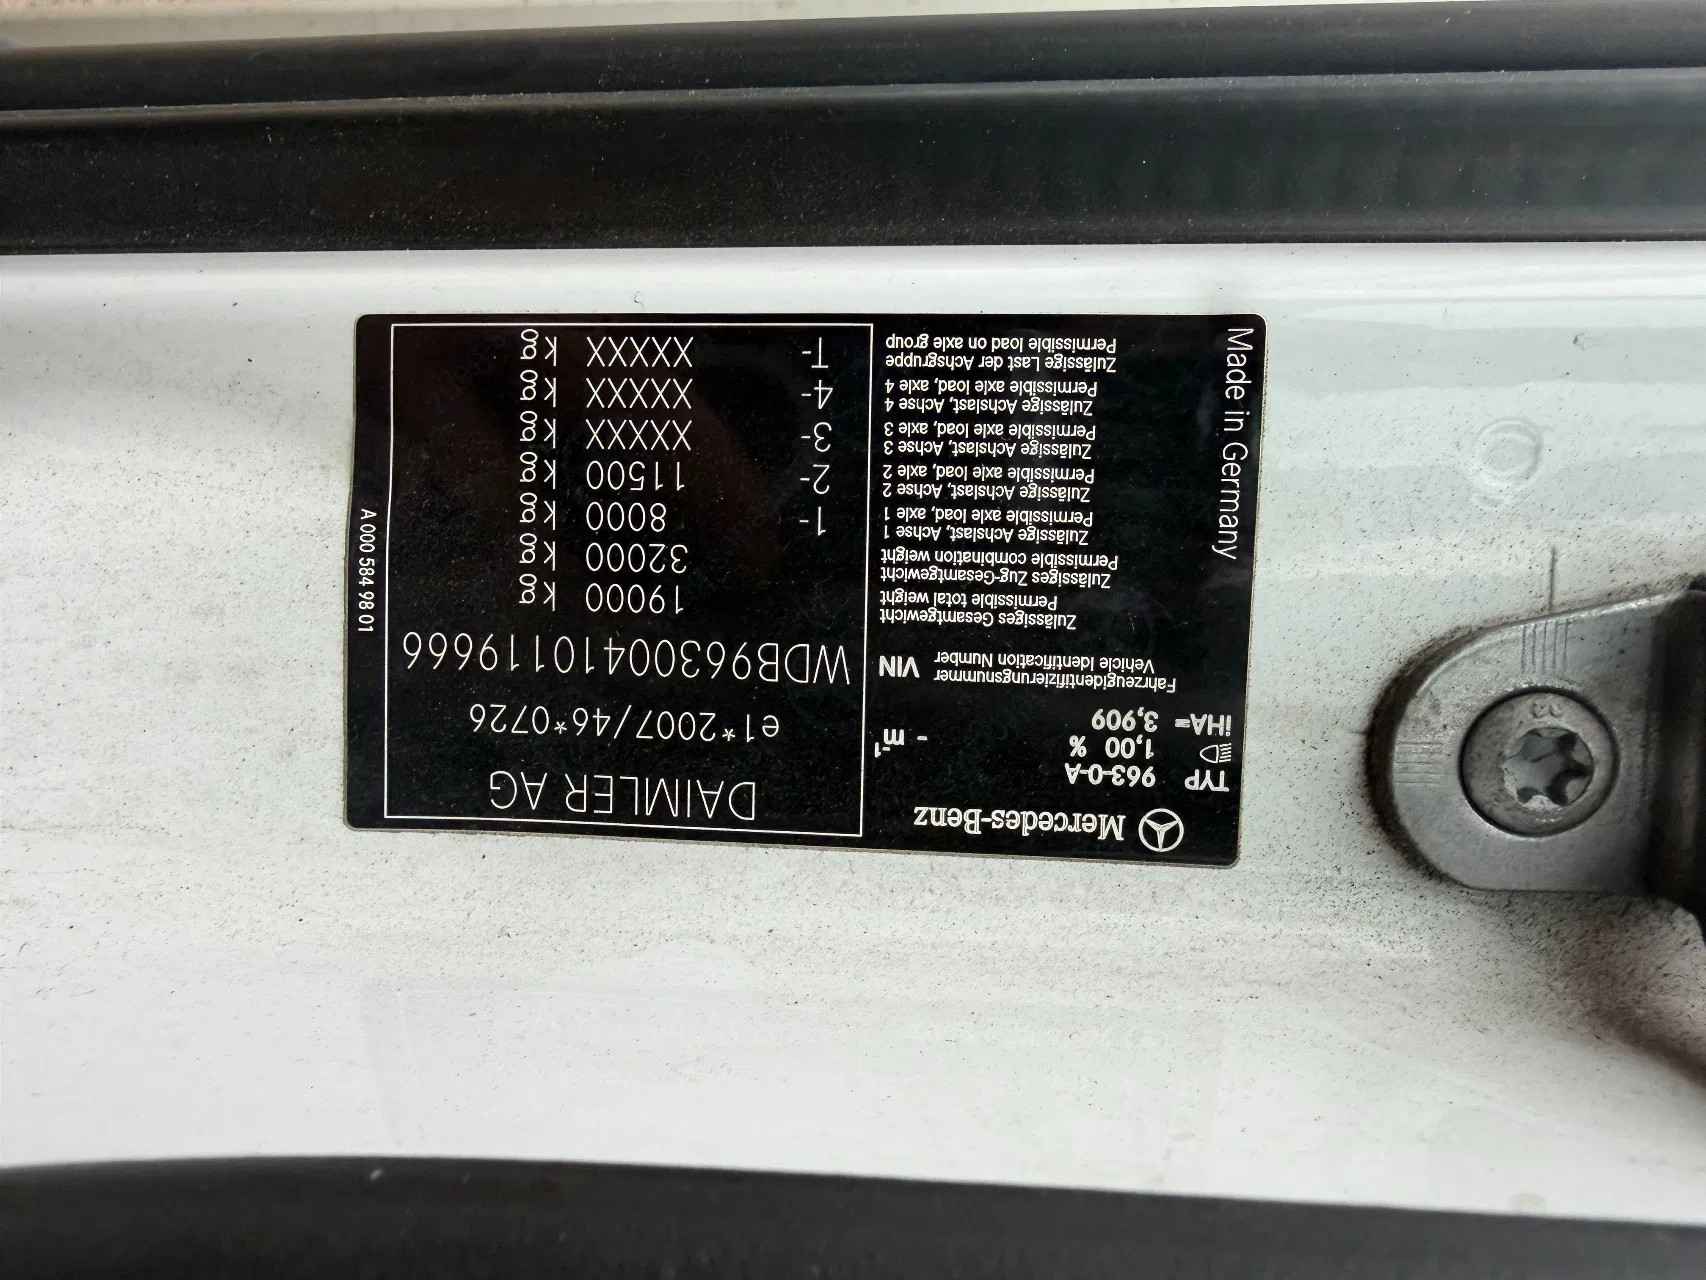 Mercedes-Benz
TYP 963-0-A
1,00 % - m⁻¹
iHA= 3,909
Fahrzeugidentifizierungsnummer
Vehicle Identification Number VIN
Zulässiges Gesamtgewicht
Permissible total weight
Zulässiges Zug-Gesamtgewicht
Permissible combination weight
Zulässige Achslast, Achse 1
Permissible axle load, axle 1
Zulässige Achslast, Achse 2
Permissible axle load, axle 2
Zulässige Achslast, Achse 3
Permissible axle load, axle 3
Zulässige Achslast, Achse 4
Permissible axle load, axle 4
Zulässige Last der Achsgruppe
Permissible load on axle group
Made in Germany
DAIMLER AG
e1*2007/46*0726
WDB96300410119666
19000 kg
32000 kg
1- 8000 kg
2- 11500 kg
3- XXXXX kg
4- XXXXX kg
T- XXXXX kg
A 000 584 98 01